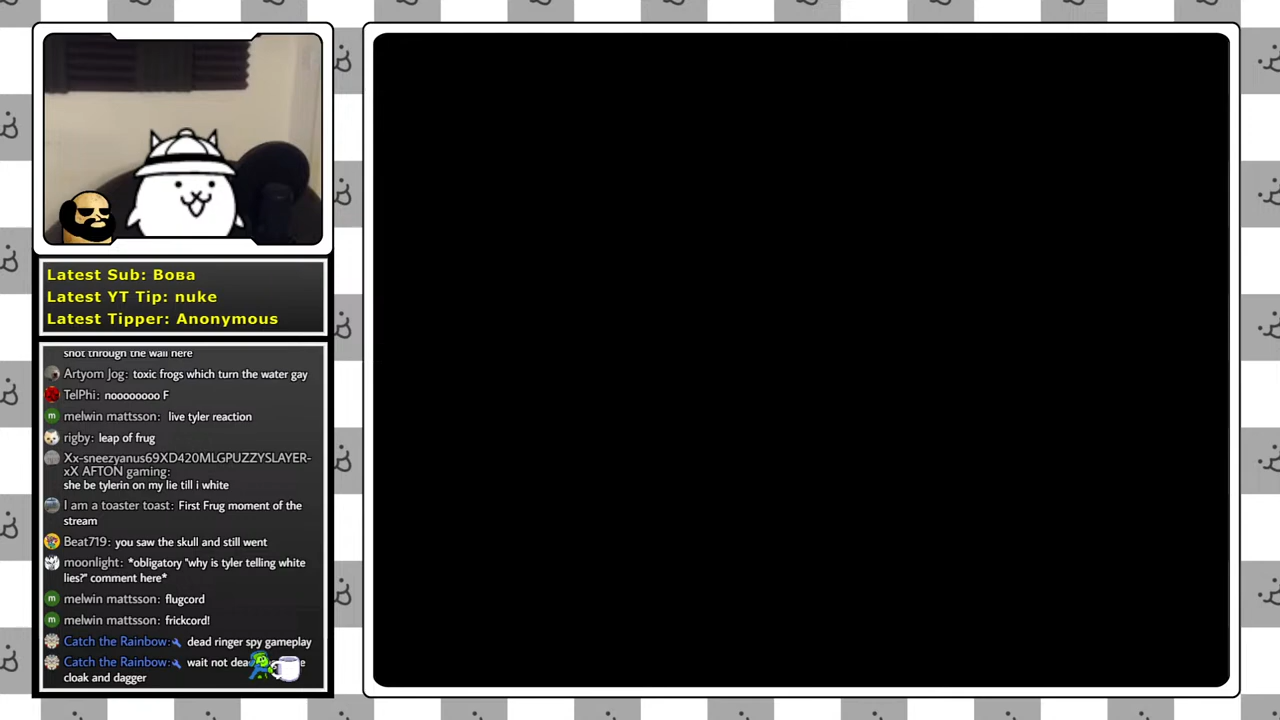 Latest Sub: Вова
Latest YT Tip: nuke
Latest Tipper: Anonymous
shot through the wall here
Artyom Jog: toxic frogs which turn the water gay
TelPhi: noooooooo F
m melwin mattsson: live tyler reaction
rigby: leap of frug
Xx-sneezyanus69XD420MLGPUZZYSLAYER-
xX AFTON gaming:
she be tylerin on my lie till i white
I am a toaster toast: First Frug moment of the
stream
Beat719: you saw the skull and still went
moonlight: *obligatory "why is tyler telling white
lies?" comment here*
m melwin mattsson: flugcord
m melwin mattsson: frickcord!
Catch the Rainbow: dead ringer spy gameplay
Catch the Rainbow: wait not
cloak and dagger